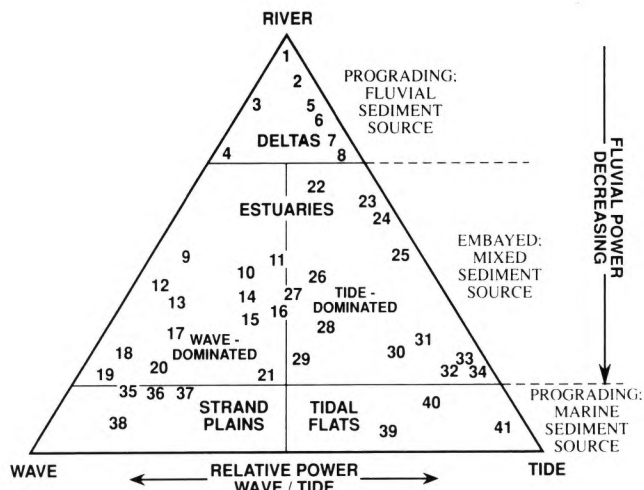 RIVER
1
2
PROGRADING:
FLUVIAL
SEDIMENT
SOURCE
3
5
6
DELTAS 7
4
8
FLUVIAL POWER
DECREASING
22
ESTUARIES
23
24
EMBAYED:
MIXED
SEDIMENT
SOURCE
9
11
25
10
26
12
13
14
27
TIDE -
DOMINATED
15
16
28
17
WAVE -
DOMINATED
31
18
29
30
33
19
20
21
32
34
35
36
37
STRAND
PLAINS
TIDAL
FLATS
40
PROGRADING:
MARINE
SEDIMENT
SOURCE
38
39
41
WAVE
RELATIVE POWER
WAVE / TIDE
TIDE